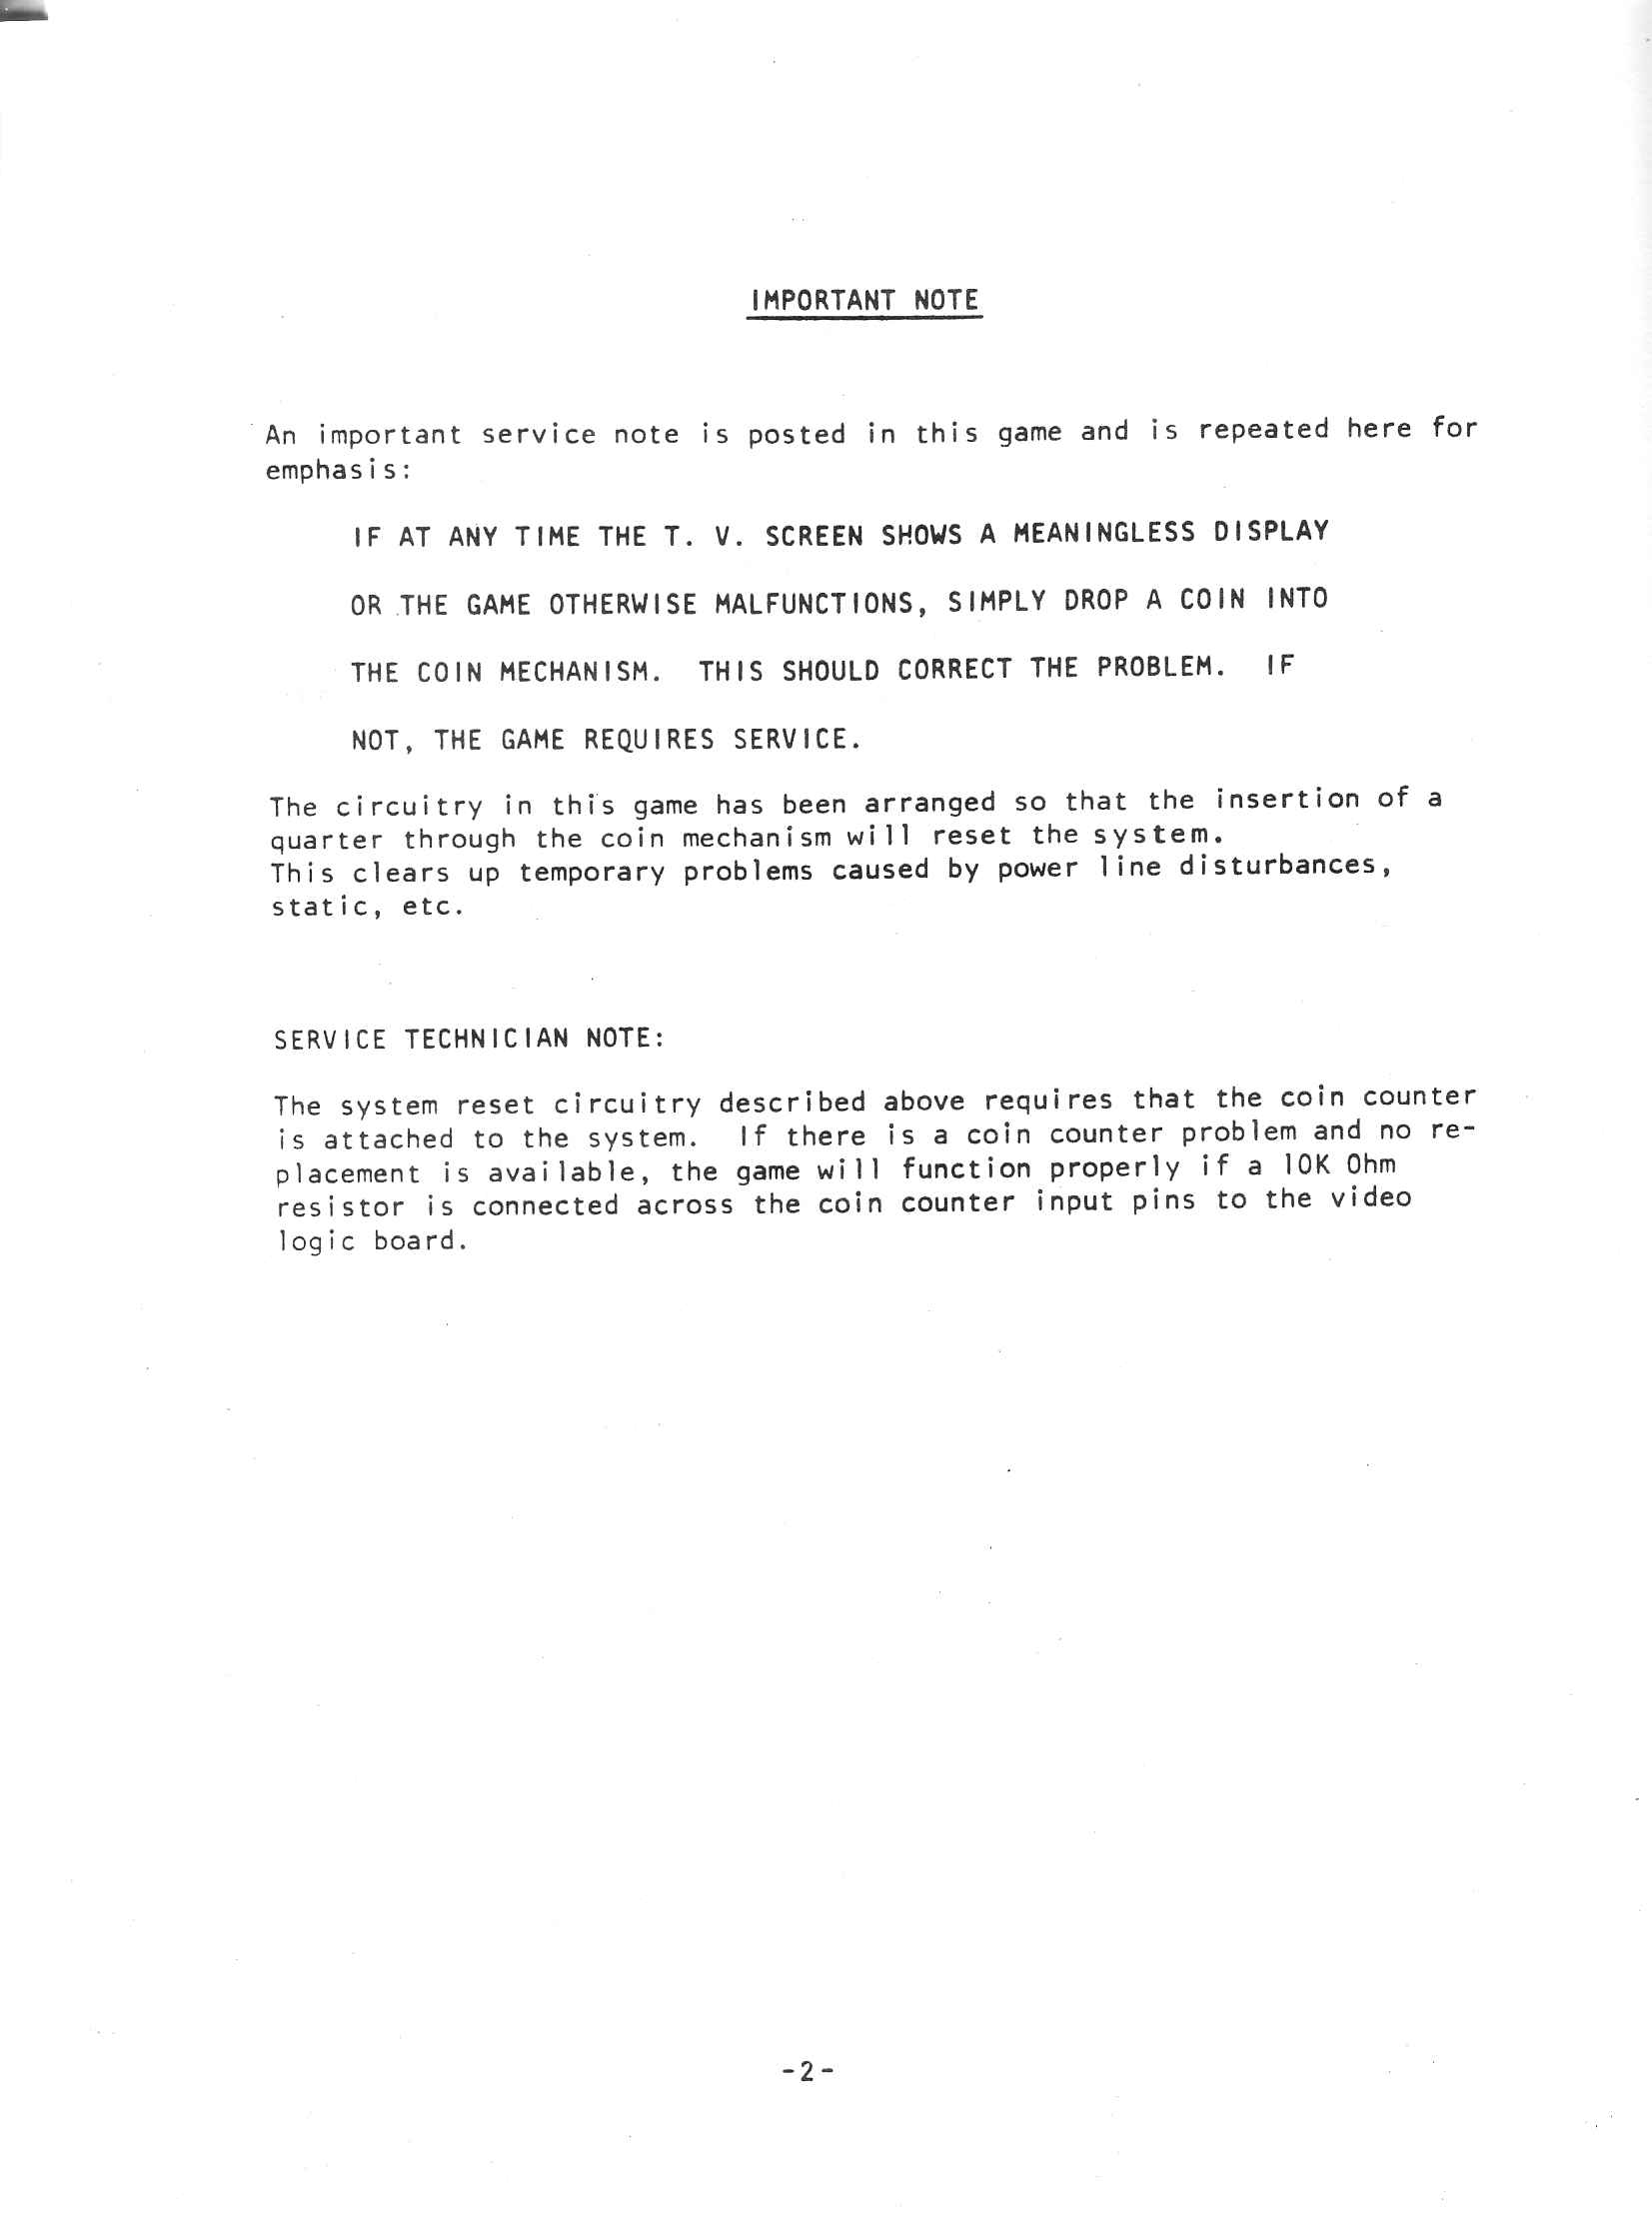 IMPORTANT NOTE
An important service note is posted in this game and is repeated here for
emphasis:
IF AT ANY TIME THE T. V. SCREEN SHOWS A MEANINGLESS DISPLAY
OR THE GAME OTHERWISE MALFUNCTIONS, SIMPLY DROP A COIN INTO
THE COIN MECHANISM. THIS SHOULD CORRECT THE PROBLEM. IF
NOT, THE GAME REQUIRES SERVICE.
The circuitry in this game has been arranged so that the insertion of a
quarter through the coin mechanism will reset the system.
This clears up temporary problems caused by power line disturbances,
static, etc.
SERVICE TECHNICIAN NOTE:
The system reset circuitry described above requires that the coin counter
is attached to the system. If there is a coin counter problem and no re-
placement is available, the game will function properly if a 10K Ohm
resistor is connected across the coin counter input pins to the video
logic board.
-2-